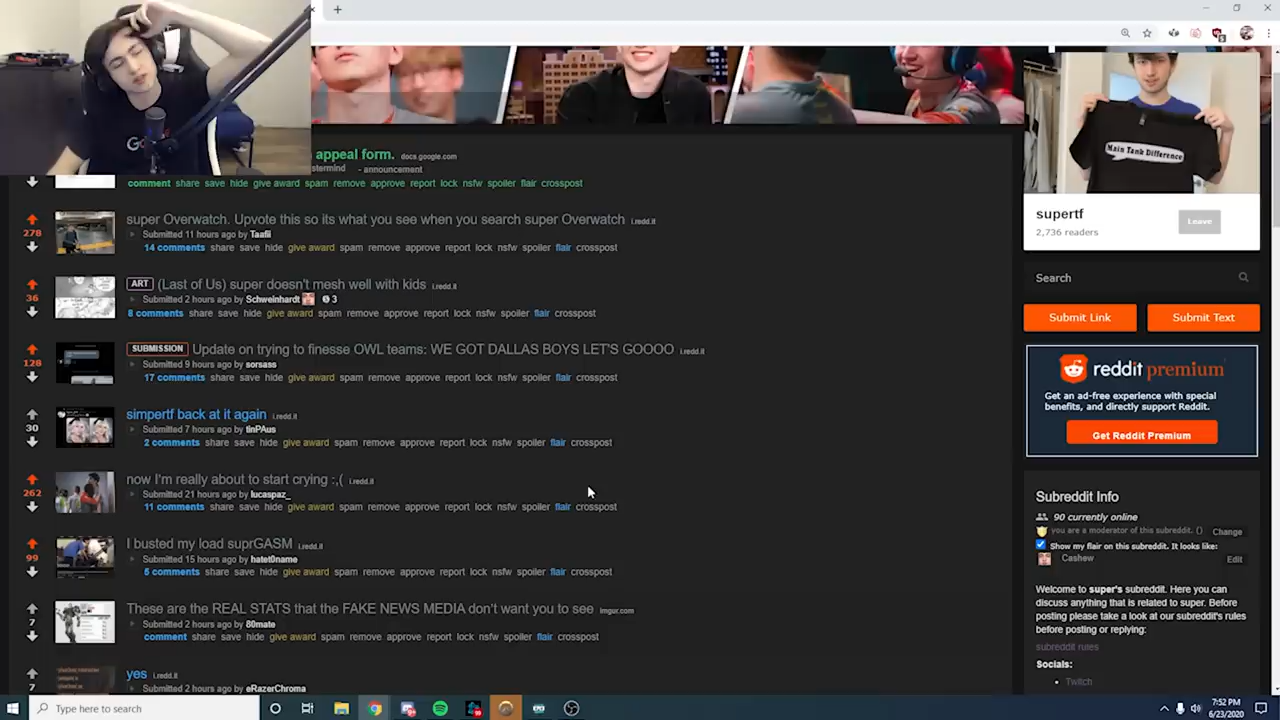 appeal form. docs.google.com
stermind - announcement
comment share save hide give award spam remove approve report lock nsfw spoiler flair crosspost
super Overwatch. Upvote this so its what you see when you search super Overwatch i.redd.it
278
Submitted 11 hours ago by Taafii
14 comments share save hide give award spam remove approve report lock nsfw spoiler flair crosspost
ART (Last of Us) super doesn't mesh well with kids i.redd.it
36
Submitted 2 hours ago by Schweinhardt 3
8 comments share save hide give award spam remove approve report lock nsfw spoiler flair crosspost
SUBMISSION Update on trying to finesse OWL teams: WE GOT DALLAS BOYS LET'S GOOOO i.redd.it
128
Submitted 9 hours ago by sorsass
17 comments share save hide give award spam remove approve report lock nsfw spoiler flair crosspost
simpertf back at it again i.redd.it
30
Submitted 7 hours ago by tinPAus
2 comments share save hide give award spam remove approve report lock nsfw spoiler flair crosspost
now I'm really about to start crying :,( i.redd.it
262
Submitted 21 hours ago by lucaspaz_
11 comments share save hide give award spam remove approve report lock nsfw spoiler flair crosspost
I busted my load suprGASM i.redd.it
99
Submitted 15 hours ago by hatet0name
5 comments share save hide give award spam remove approve report lock nsfw spoiler flair crosspost
These are the REAL STATS that the FAKE NEWS MEDIA don't want you to see imgur.com
7
Submitted 2 hours ago by 80mate
comment share save hide give award spam remove approve report lock nsfw spoiler flair crosspost
yes i.redd.it
7
Submitted 2 hours ago by eRazerChroma
Main Tank Difference
supertf
2,736 readers
Leave
Search
Submit Link Submit Text
reddit premium
Get an ad-free experience with special
benefits, and directly support Reddit.
Get Reddit Premium
Subreddit Info
90 currently online
you are a moderator of this subreddit. () Change
Show my flair on this subreddit. It looks like:
Cashew Edit
Welcome to super's subreddit. Here you can
discuss anything that is related to super. Before
posting please take a look at our subreddit's rules
before posting or replying:
subreddit rules
Socials:
Twitch
Type here to search
7:52 PM
6/23/2020